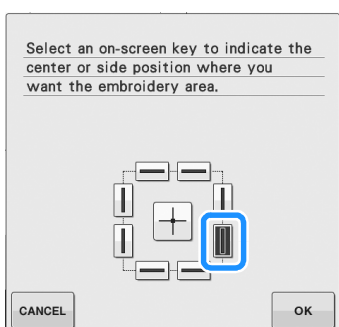 Select an on-screen key to indicate the
center or side position where you
want the embroidery area.
CANCEL
OK